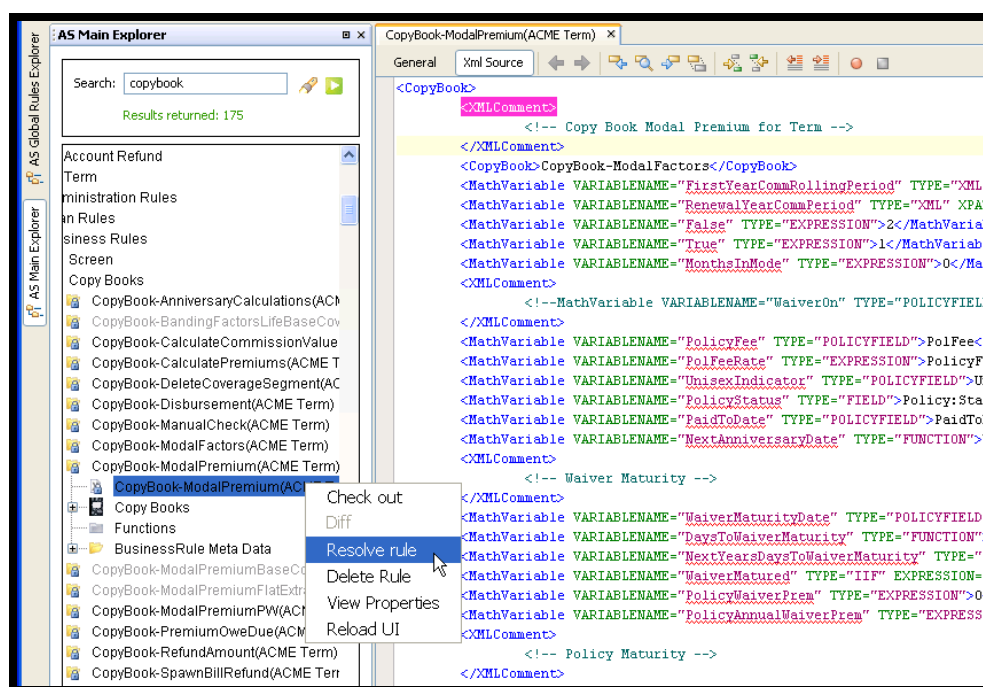 AS Global Rules Explorer
AS Main Explorer
AS Main Explorer
Search: copybook
Results returned: 175
Account Refund
Term
ministration Rules
an Rules
siness Rules
Screen
Copy Books
CopyBook-AnniversaryCalculations(ACM
CopyBook-BandingFactorsLifeBaseCov
CopyBook-CalculateCommissionValue
CopyBook-CalculatePremiums(ACME T
CopyBook-DeleteCoverageSegment(AC
CopyBook-Disbursement(ACME Term)
CopyBook-ManualCheck(ACME Term)
CopyBook-ModalFactors(ACME Term)
CopyBook-ModalPremium(ACME Term)
CopyBook-ModalPremium(AC
Copy Books
Functions
BusinessRule Meta Data
CopyBook-ModalPremiumBaseCo
CopyBook-ModalPremiumFlatExtr
CopyBook-ModalPremiumPW(ACM
CopyBook-PremiumOweDue(ACM
CopyBook-RefundAmount(ACME Term)
CopyBook-SpawnBillRefund(ACME Terr
Check out
Diff
Resolve rule
Delete Rule
View Properties
Reload UI
CopyBook-ModalPremium(ACME Term)
General Xml Source
<CopyBook>
<XMLComment>
<!-- Copy Book Modal Premium for Term -->
</XMLComment>
<CopyBook>CopyBook-ModalFactors</CopyBook>
<MathVariable VARIABLENAME="FirstYearCommRollingPeriod" TYPE="XML
<MathVariable VARIABLENAME="RenewalYearCommPeriod" TYPE="XML" XPA
<MathVariable VARIABLENAME="False" TYPE="EXPRESSION">2</MathVaria
<MathVariable VARIABLENAME="True" TYPE="EXPRESSION">1</MathVariab
<MathVariable VARIABLENAME="MonthsInMode" TYPE="EXPRESSION">0</Ma
<XMLComment>
<!--MathVariable VARIABLENAME="WaiverOn" TYPE="POLICYFIEL
</XMLComment>
<MathVariable VARIABLENAME="PolicyFee" TYPE="POLICYFIELD">PolFee<
<MathVariable VARIABLENAME="PolFeeRate" TYPE="EXPRESSION">PolicyF
<MathVariable VARIABLENAME="UnisexIndicator" TYPE="POLICYFIELD">U
<MathVariable VARIABLENAME="PolicyStatus" TYPE="FIELD">Policy:Sta
<MathVariable VARIABLENAME="PaidToDate" TYPE="POLICYFIELD">PaidTo
<MathVariable VARIABLENAME="NextAnniversaryDate" TYPE="FUNCTION">
<XMLComment>
<!-- Waiver Maturity -->
</XMLComment>
<MathVariable VARIABLENAME="WaiverMaturityDate" TYPE="POLICYFIELD
<MathVariable VARIABLENAME="DaysToWaiverMaturity" TYPE="FUNCTION"
<MathVariable VARIABLENAME="NextYearsDaysToWaiverMaturity" TYPE="
<MathVariable VARIABLENAME="WaiverMatured" TYPE="IIF" EXPRESSION=
<MathVariable VARIABLENAME="PolicyWaiverPrem" TYPE="EXPRESSION">0
<MathVariable VARIABLENAME="PolicyAnnualWaiverPrem" TYPE="EXPRESS
<XMLComment>
<!-- Policy Maturity -->
</XMLComment>